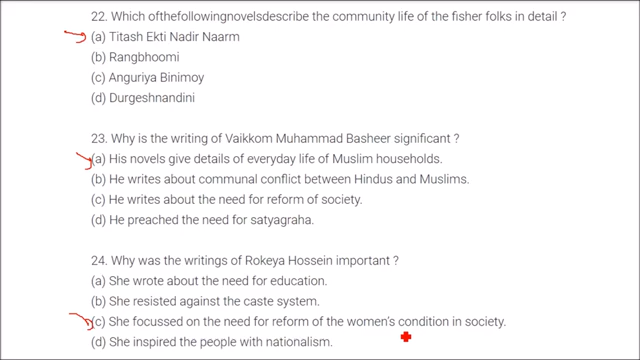 22. Which ofthefollowingnovelsdescribe the community life of the fisher folks in detail ?
(a) Titash Ekti Nadir Naarm
(b) Rangbhoomi
(c) Anguriya Binimoy
(d) Durgeshnandini
23. Why is the writing of Vaikkom Muhammad Basheer significant ?
(a) His novels give details of everyday life of Muslim households.
(b) He writes about communal conflict between Hindus and Muslims.
(c) He writes about the need for reform of society.
(d) He preached the need for satyagraha.
24. Why was the writings of Rokeya Hossein important ?
(a) She wrote about the need for education.
(b) She resisted against the caste system.
(c) She focussed on the need for reform of the women's condition in society.
(d) She inspired the people with nationalism.